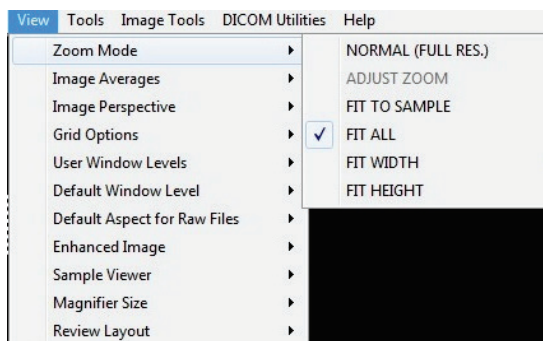 View Tools Image Tools DICOM Utilities Help
Zoom Mode
Image Averages
Image Perspective
Grid Options
User Window Levels
Default Window Level
Default Aspect for Raw Files
Enhanced Image
Sample Viewer
Magnifier Size
Review Layout
NORMAL (FULL RES.)
ADJUST ZOOM
FIT TO SAMPLE
FIT ALL
FIT WIDTH
FIT HEIGHT